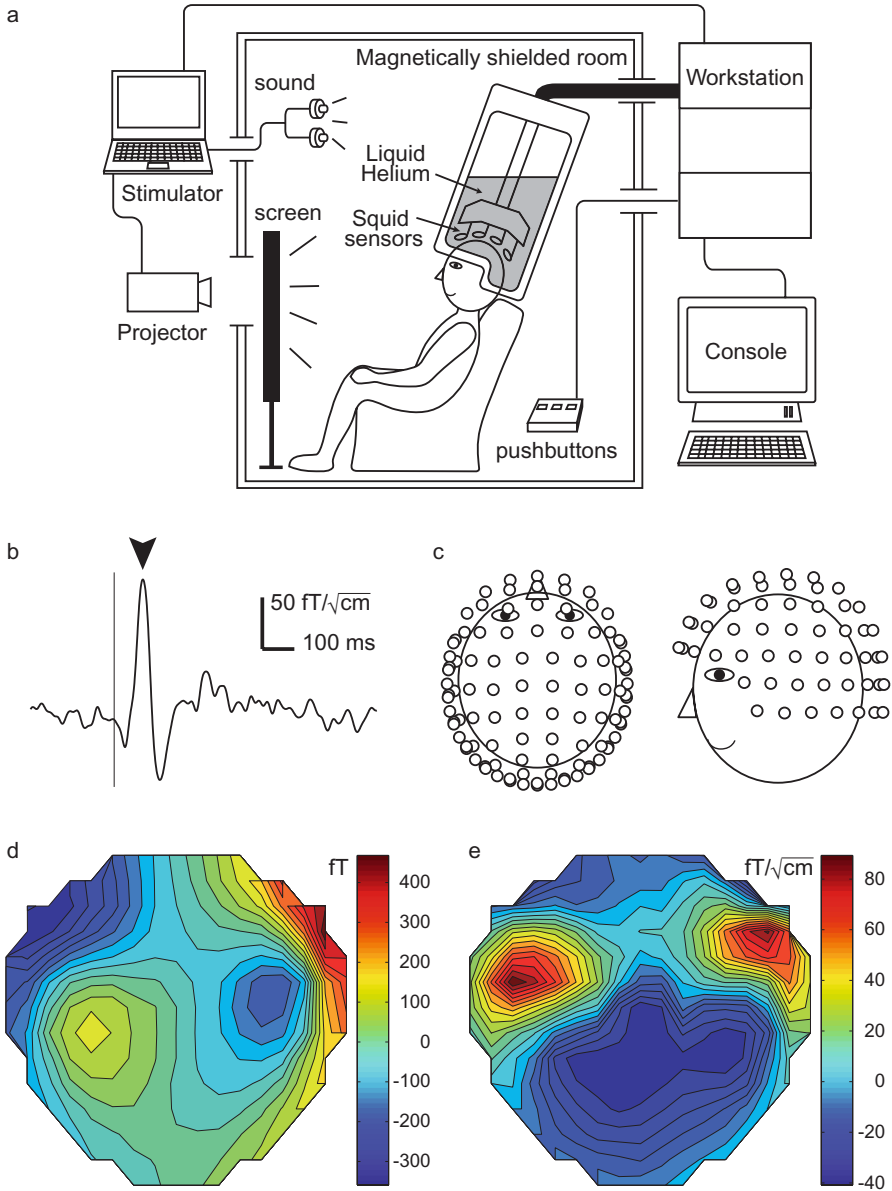 a
Magnetically shielded room
Workstation
sound
Liquid
Helium
Stimulator
screen
Squid
sensors
Projector
Console
pushbuttons
b
50 fT/√cm
100 ms
c
d
fT
400
300
200
100
0
-100
-200
-300
e
fT/√cm
80
60
40
20
0
-20
-40